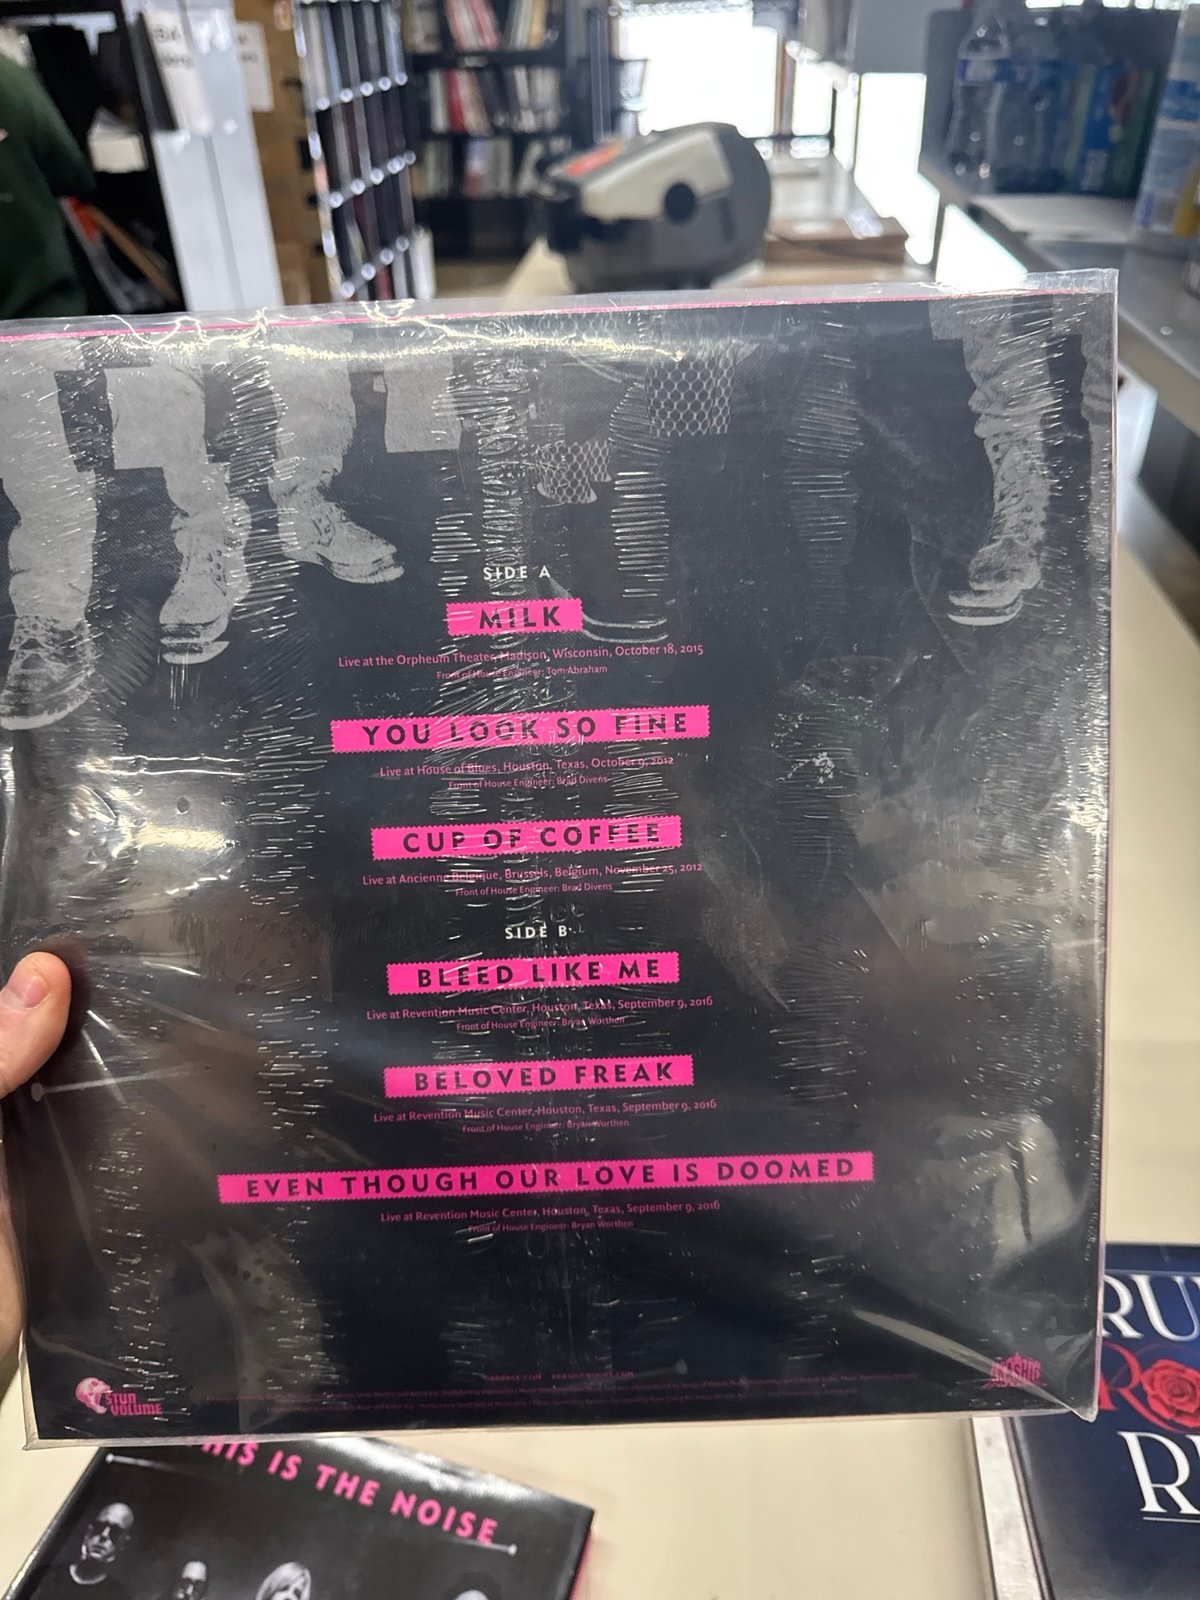 SIDE A
MILK
Live at the Orpheum Theater, Madison, Wisconsin, October 18, 2015
Front of House Engineer: Tom Abraham
YOU LOOK SO FINE
Live at House of Blues, Houston, Texas, October 9, 2012
Front of House Engineer: Brad Divens
CUP OF COFFEE
Live at Ancienne Belgique, Brussels, Belgium, November 25, 2012
Front of House Engineer: Brad Divens
SIDE B
BLEED LIKE ME
Live at Revention Music Center, Houston, Texas, September 9, 2016
Front of House Engineer: Bryan Worthen
BELOVED FREAK
Live at Revention Music Center, Houston, Texas, September 9, 2016
Front of House Engineer: Bryan Worthen
EVEN THOUGH OUR LOVE IS DOOMED
Live at Revention Music Center, Houston, Texas, September 9, 2016
Front of House Engineer: Bryan Worthen
STUN
VOLUME
THIS IS THE NOISE
RU
RO
R